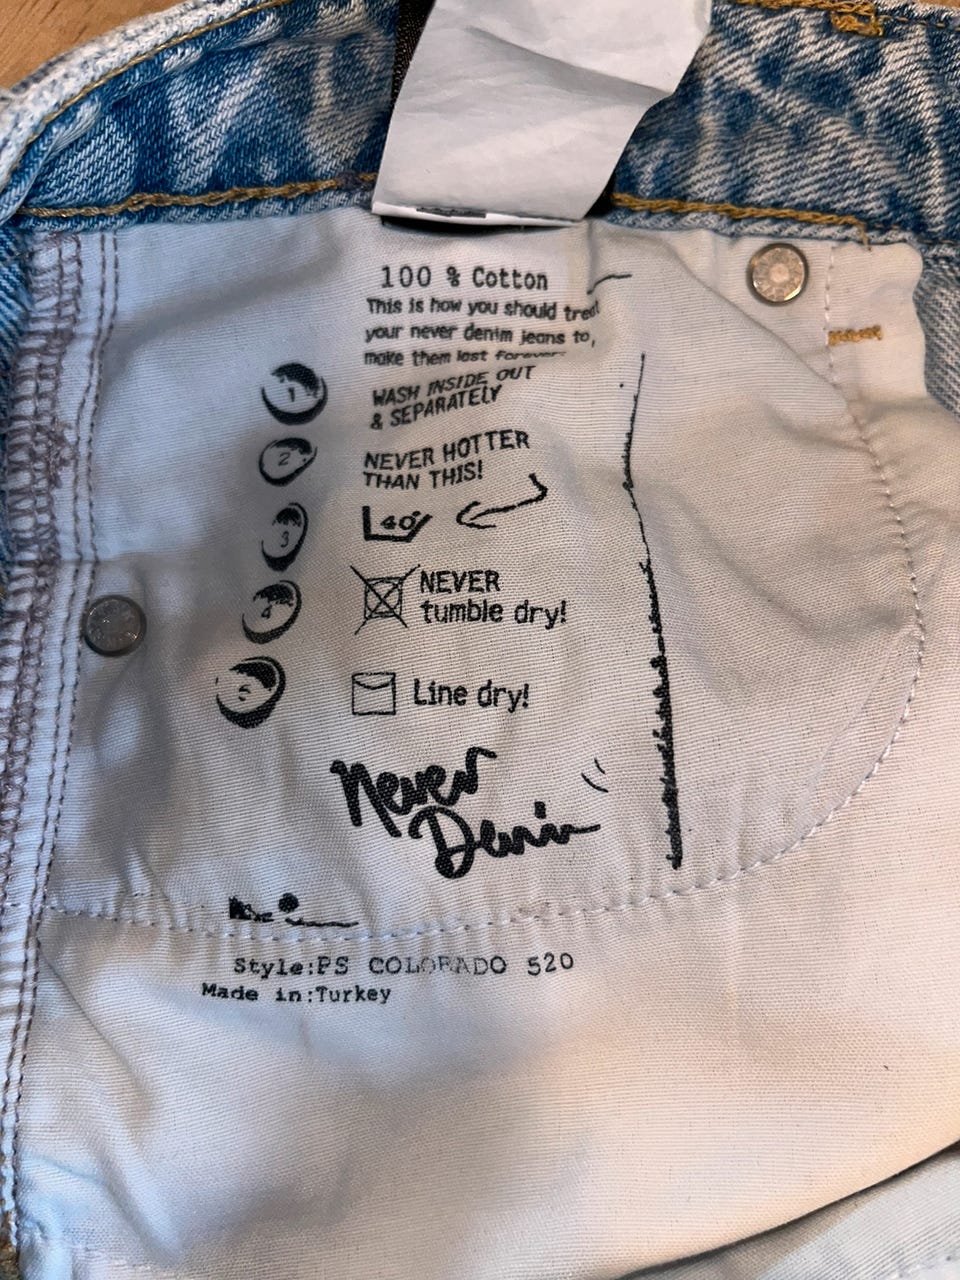 100 % Cotton
This is how you should treat
your never denim jeans to,
make them last forever
1 WASH INSIDE OUT
& SEPARATELY
2 NEVER HOTTER
THAN THIS!
3 40°
4 NEVER
tumble dry!
5 Line dry!
Never
Denim
Style:PS COLORADO 520
Made in:Turkey